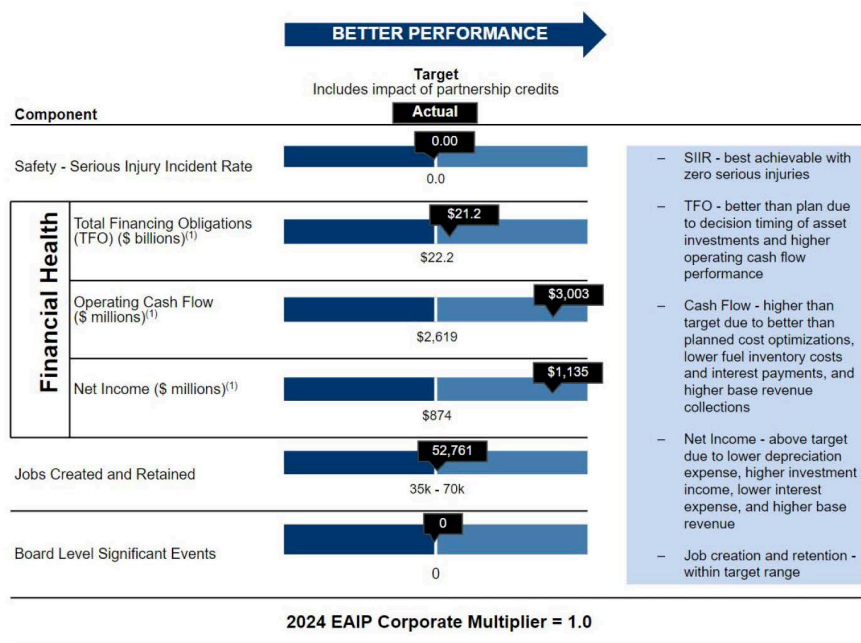 BETTER PERFORMANCE
Target
Includes impact of partnership credits
Component
Actual
Safety - Serious Injury Incident Rate
0.00
0.0
Financial Health
Total Financing Obligations
(TFO) ($ billions)(1)
$21.2
$22.2
Operating Cash Flow
($ millions)(1)
$3,003
$2,619
Net Income ($ millions)(1)
$1,135
$874
Jobs Created and Retained
52,761
35k - 70k
Board Level Significant Events
0
0
– SIIR - best achievable with
zero serious injuries
– TFO - better than plan due
to decision timing of asset
investments and higher
operating cash flow
performance
– Cash Flow - higher than
target due to better than
planned cost optimizations,
lower fuel inventory costs
and interest payments, and
higher base revenue
collections
– Net Income - above target
due to lower depreciation
expense, higher investment
income, lower interest
expense, and higher base
revenue
– Job creation and retention -
within target range
2024 EAIP Corporate Multiplier = 1.0